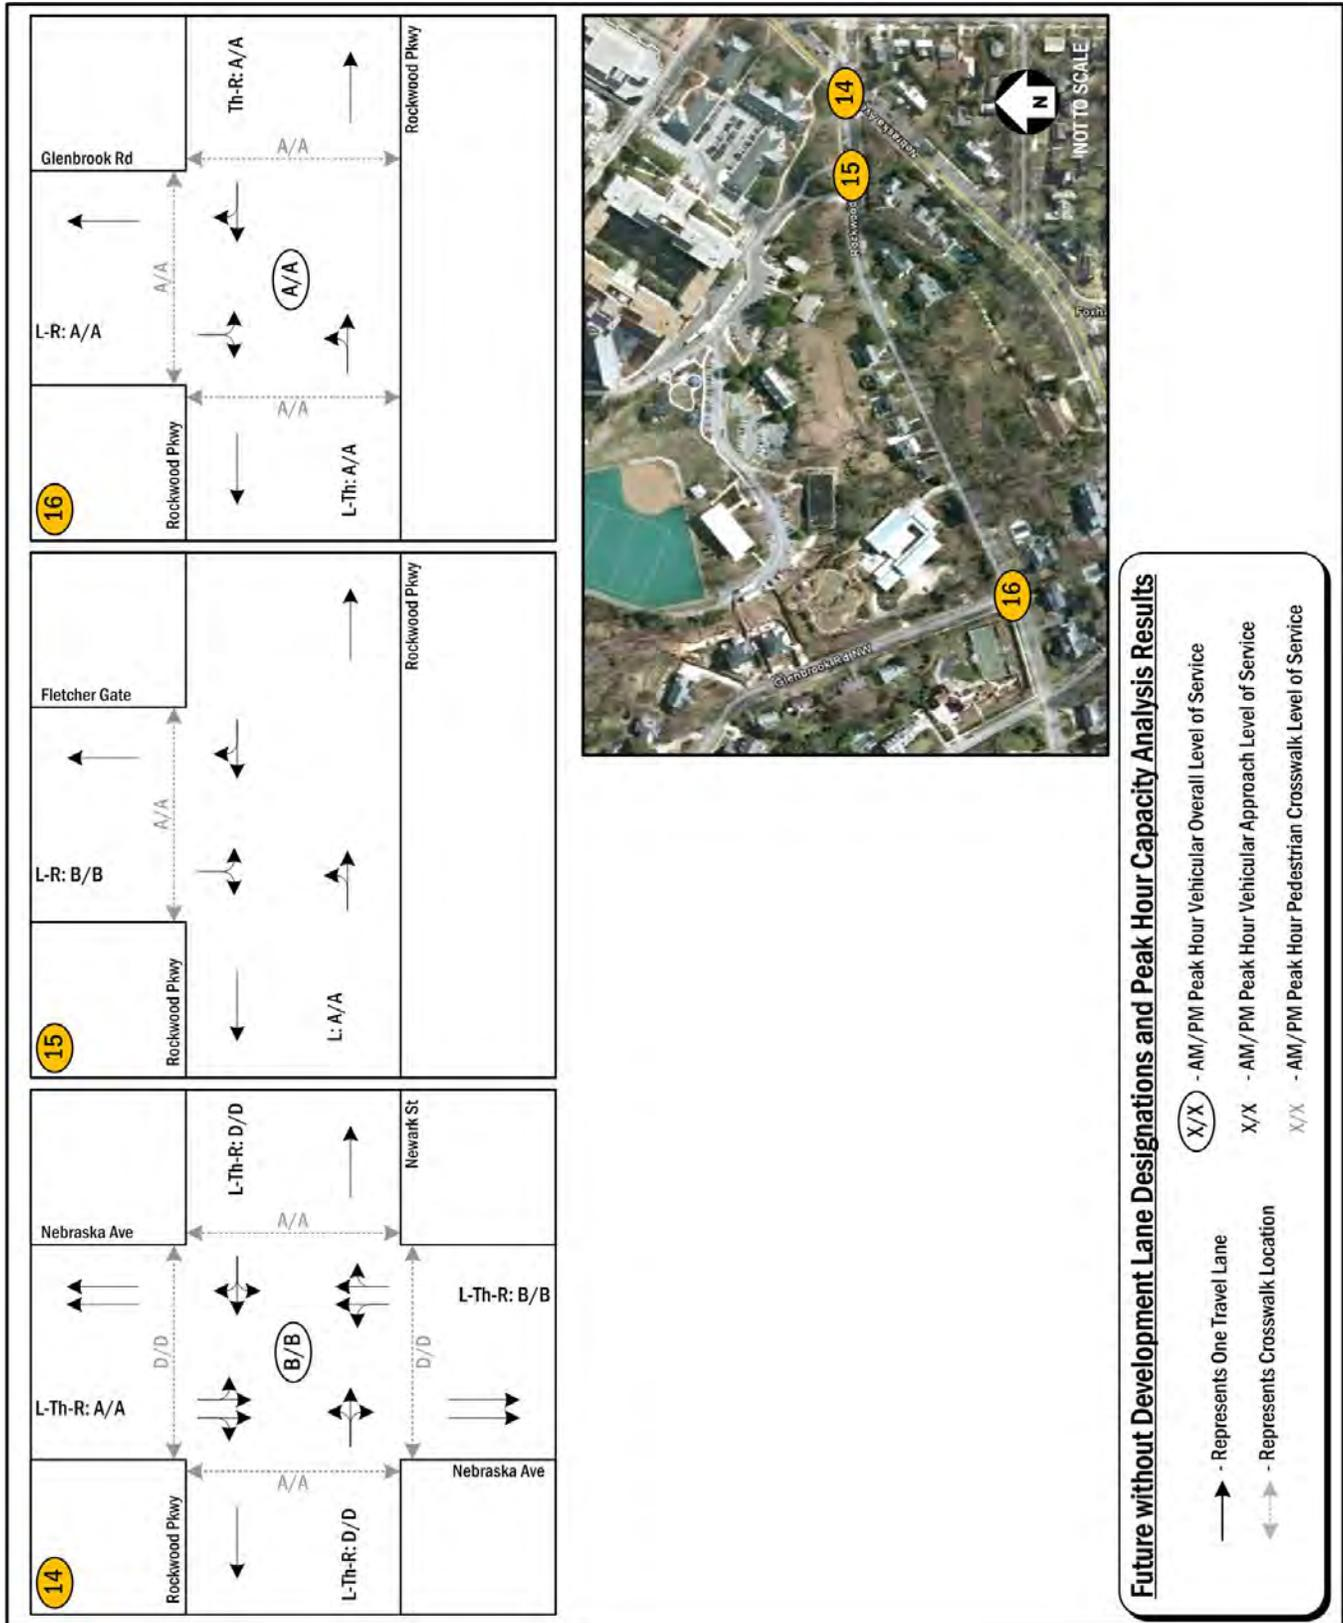 14
Rockwood Pkwy
L-Th-R: A/A
Nebraska Ave
D/D
L-Th-R: D/D
A/A
B/B
A/A
L-Th-R: D/D
D/D
L-Th-R: B/B
Nebraska Ave
Newark St
15
Rockwood Pkwy
L-R: B/B
Fletcher Gate
A/A
L: A/A
Rockwood Pkwy
16
Rockwood Pkwy
L-R: A/A
Glenbrook Rd
A/A
Th-R: A/A
A/A
A/A
A/A
L-Th: A/A
Rockwood Pkwy
14
15
16
Rockwood
Nebraska Ave
Glenbrook Rd NW
Foxh
N
NOT TO SCALE
Future without Development Lane Designations and Peak Hour Capacity Analysis Results
- Represents One Travel Lane
- Represents Crosswalk Location
X/X - AM/PM Peak Hour Vehicular Overall Level of Service
X/X - AM/PM Peak Hour Vehicular Approach Level of Service
X/X - AM/PM Peak Hour Pedestrian Crosswalk Level of Service